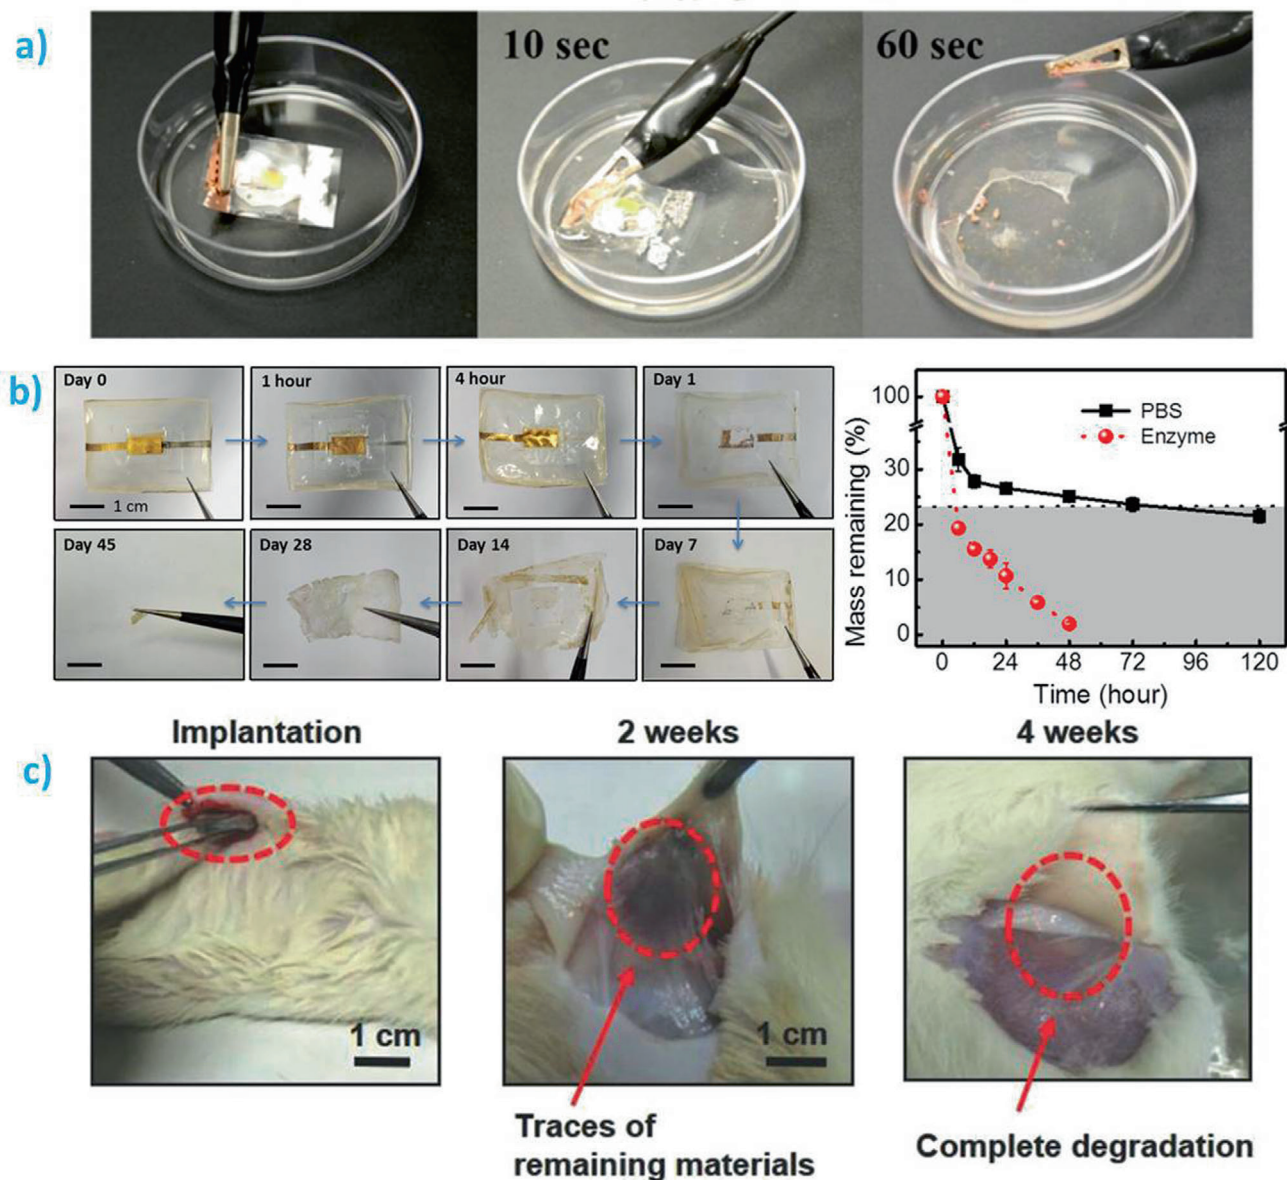 a)
10 sec
60 sec
b)
Day 0
1 hour
4 hour
Day 1
1 cm
Day 45
Day 28
Day 14
Day 7
Mass remaining (%)
100
30
20
10
0
PBS
Enzyme
0 24 48 72 96 120
Time (hour)
c)
Implantation
2 weeks
4 weeks
1 cm
1 cm
Traces of
remaining materials
Complete degradation